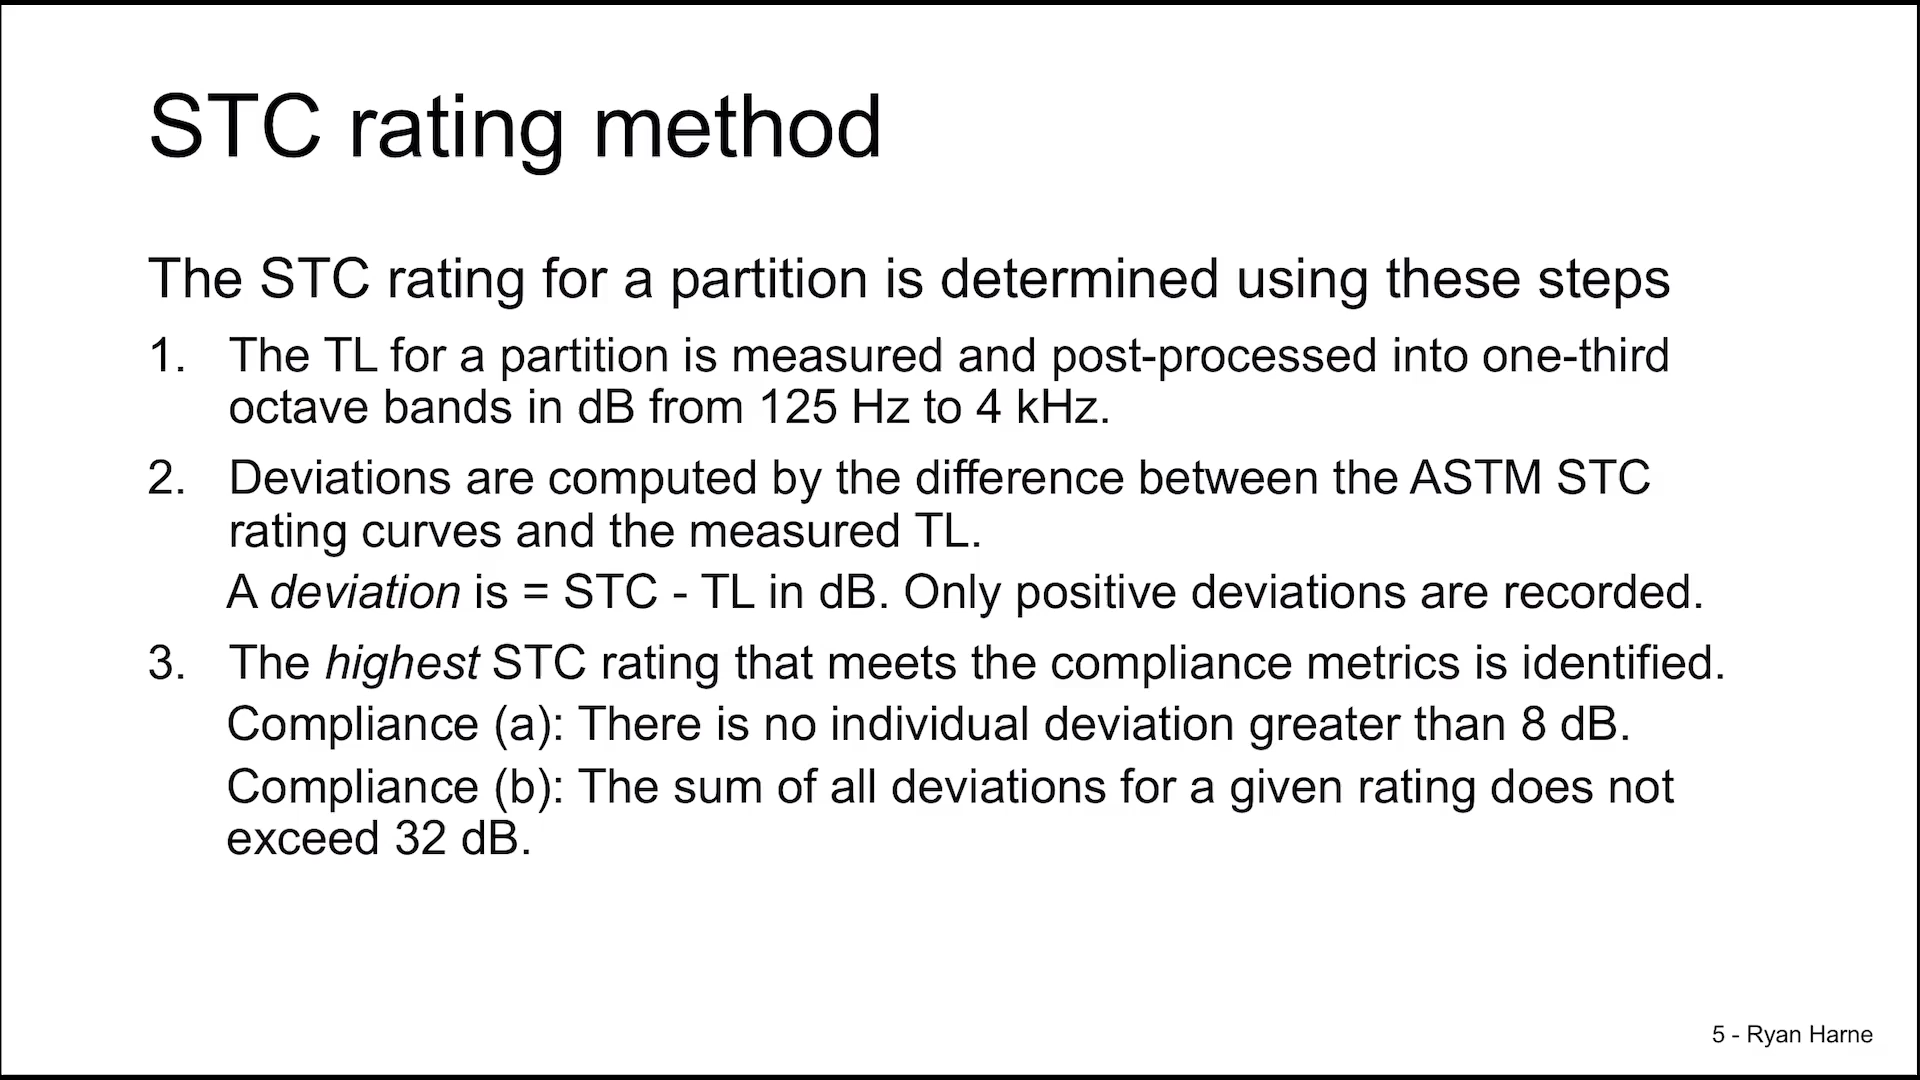 STC rating method
The STC rating for a partition is determined using these steps
1. The TL for a partition is measured and post-processed into one-third
octave bands in dB from 125 Hz to 4 kHz.
2. Deviations are computed by the difference between the ASTM STC
rating curves and the measured TL.
A deviation is = STC - TL in dB. Only positive deviations are recorded.
3. The highest STC rating that meets the compliance metrics is identified.
Compliance (a): There is no individual deviation greater than 8 dB.
Compliance (b): The sum of all deviations for a given rating does not
exceed 32 dB.
5 - Ryan Harne